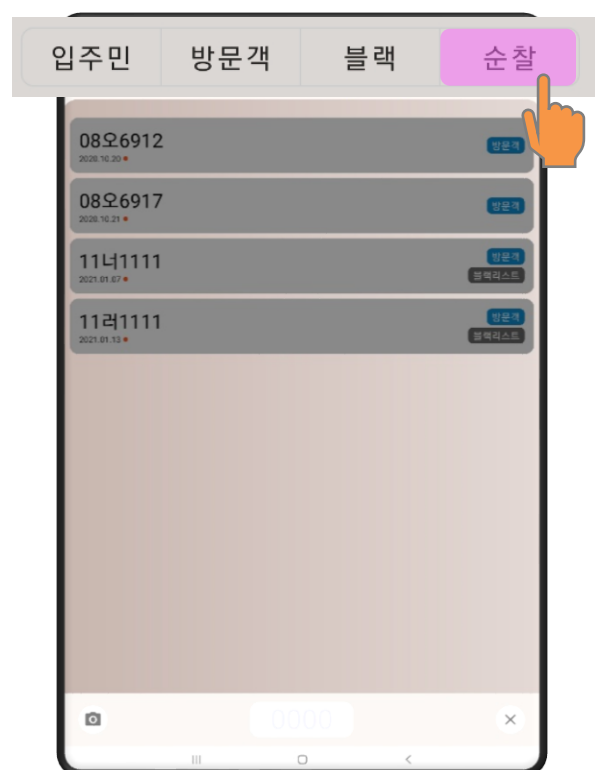 입주민 방문객 블랙 순찰
08오6912 방문객
2020.10.20
08오6917 방문객
2020.10.21
11너1111 방문객
2021.01.07 블랙리스트
11러1111 방문객
2021.01.13 블랙리스트
0000